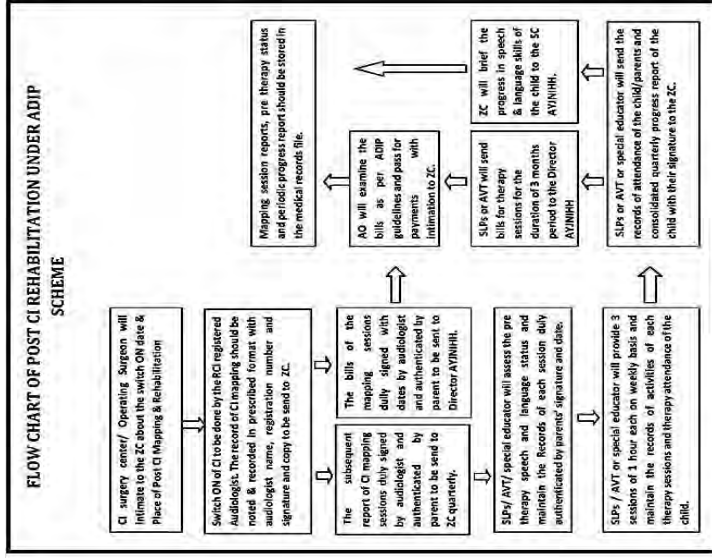 FLOW CHART OF POST CI REHABILITATION UNDER ADIP
SCHEME
CI surgery center/ Operating Surgeon will
Intimate to the ZC about the switch ON date &
Place of Post CI Mapping & Rehabilitation
Switch ON of CI to be done by the RCI registered
Audiologist. The record of CI mapping should be
noted & recorded in prescribed format with
audiologist name, registration number and
signature and copy to be send to ZC.
The subsequent
report of CI mapping
sessions duly signed
by audiologist and
authenticated by
parent to be send to
ZC quarterly.
The bills of the
mapping sessions
dully signed with
dates by audiologist
and authenticated by
parent to be sent to
Director AYJNIHH.
SLPs/ AVT/ special educator will assess the pre
therapy speech and language status and
maintain the Records of each session duly
authenticated by parents' signature and date.
SLPs / AVT or special educator will provide 3
sessions of 1 hour each on weekly basis and
maintain the records of activities of each
therapy sessions and therapy attendance of the
child.
Mapping session reports, pre therapy status
and periodic progress report should be stored in
the medical records file.
AO will examine the
bills as per ADIP
guidelines and pass for
payments with
intimation to ZC.
SLPs or AVT will send
bills for therapy
sessions for the
duration of 3 months
period to the Director
AYJNIHH
ZC will brief the
progress in speech
& language skills of
the child to the SC
AYJNIHH.
SLPs or AVT or special educator will send the
records of attendance of the child/parents and
consolidated quarterly progress report of the
child with their signature to the ZC.